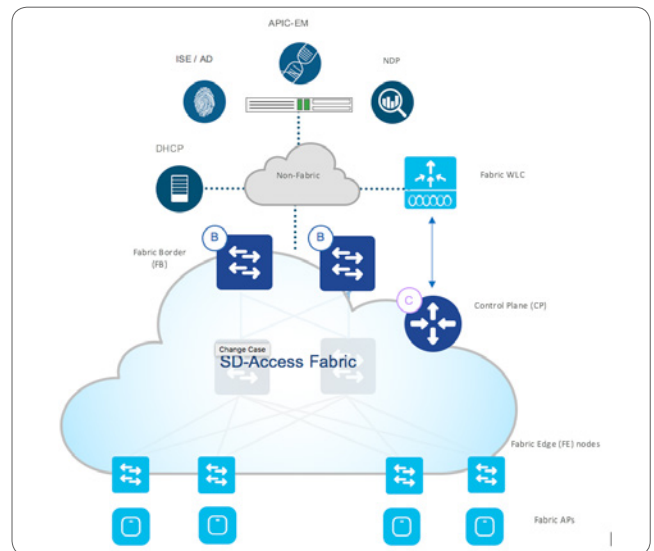 APIC-EM
ISE / AD
NDP
DHCP
Non-Fabric
Fabric WLC
B
B
Fabric Border
(FB)
C
Control Plane (CP)
Change Case
SD-Access Fabric
Fabric Edge (FE) nodes
Fabric APs